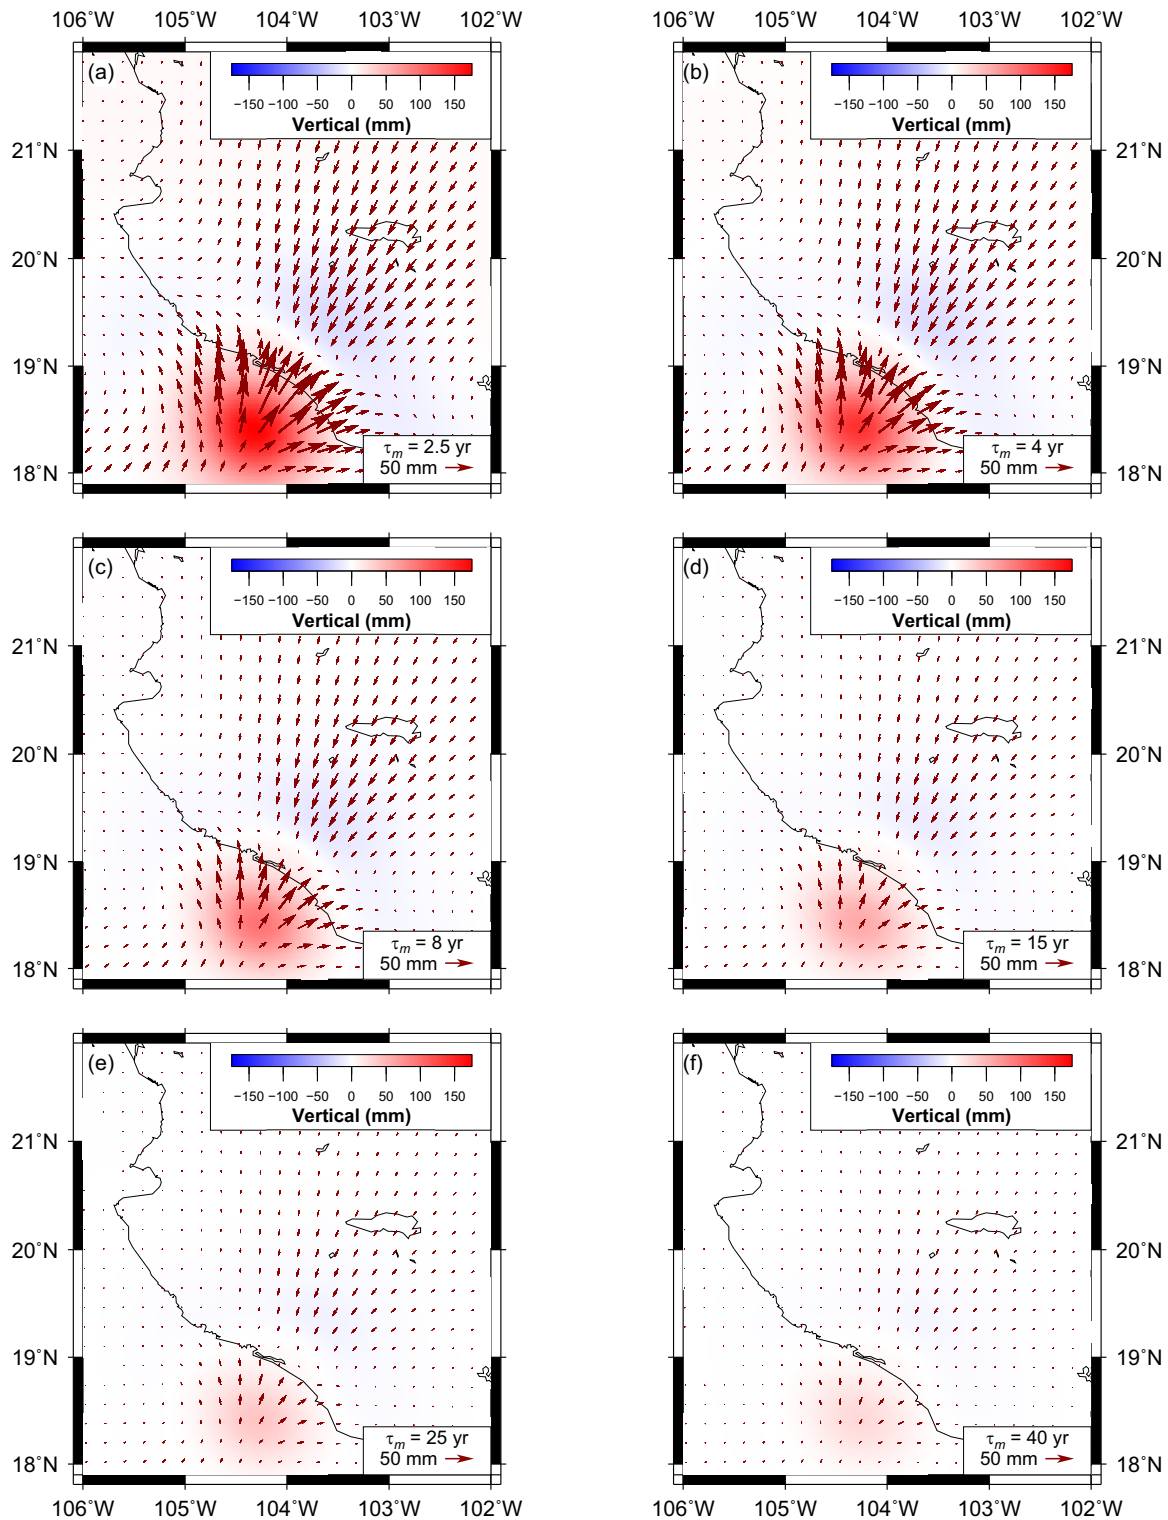 106˚W 105˚W 104˚W 103˚W 102˚W 106˚W 105˚W 104˚W 103˚W 102˚W
(a) (b)
−150 −100 −50 0 50 100 150 −150 −100 −50 0 50 100 150
Vertical (mm) Vertical (mm)
21˚N 21˚N
20˚N 20˚N
19˚N 19˚N
τm = 2.5 yr τm = 4 yr
18˚N 50 mm 50 mm 18˚N
(c) (d)
−150 −100 −50 0 50 100 150 −150 −100 −50 0 50 100 150
Vertical (mm) Vertical (mm)
21˚N 21˚N
20˚N 20˚N
19˚N 19˚N
τm = 8 yr τm = 15 yr
18˚N 50 mm 50 mm 18˚N
(e) (f)
−150 −100 −50 0 50 100 150 −150 −100 −50 0 50 100 150
Vertical (mm) Vertical (mm)
21˚N 21˚N
20˚N 20˚N
19˚N 19˚N
τm = 25 yr τm = 40 yr
18˚N 50 mm 50 mm 18˚N
106˚W 105˚W 104˚W 103˚W 102˚W 106˚W 105˚W 104˚W 103˚W 102˚W